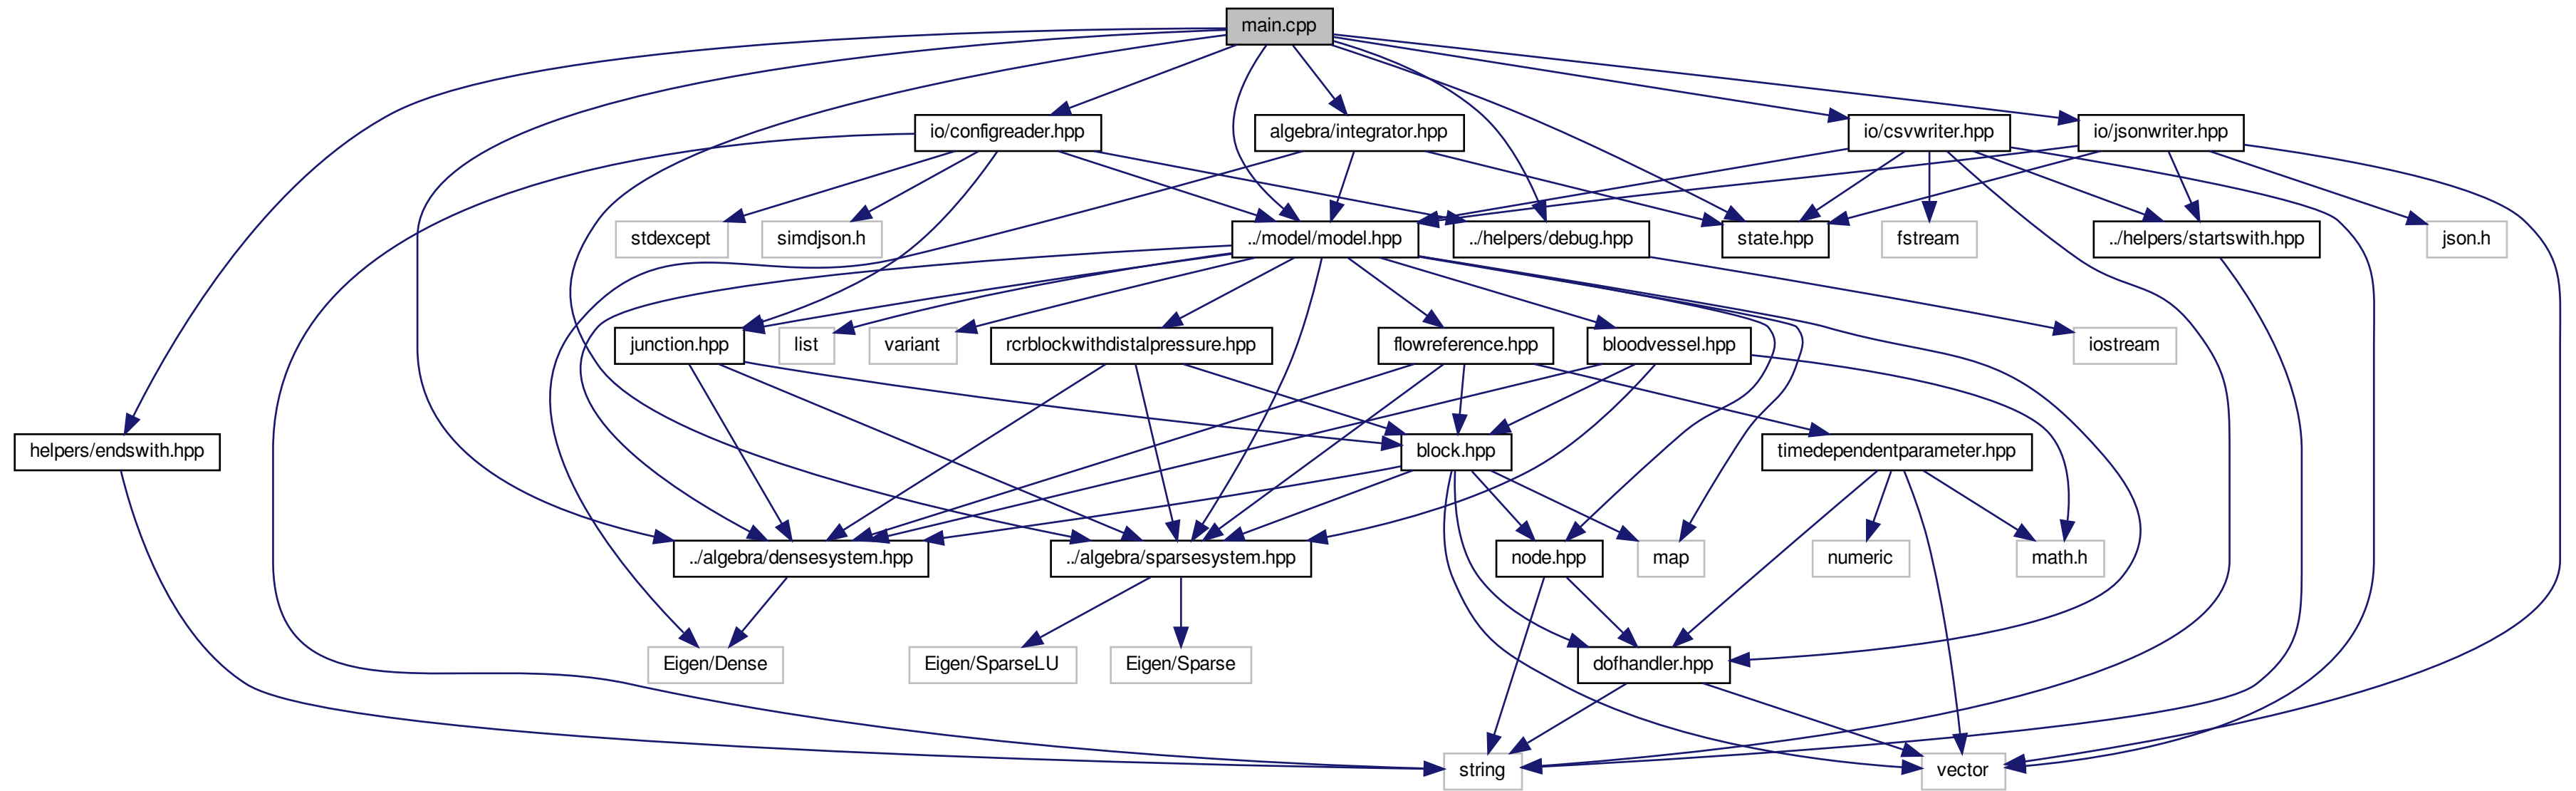 main.cpp
io/configreader.hpp
algebra/integrator.hpp
io/csvwriter.hpp
io/jsonwriter.hpp
stdexcept
simdjson.h
../model/model.hpp
../helpers/debug.hpp
state.hpp
fstream
../helpers/startswith.hpp
json.h
junction.hpp
list
variant
rcrblockwithdistalpressure.hpp
flowreference.hpp
bloodvessel.hpp
iostream
helpers/endswith.hpp
block.hpp
timedependentparameter.hpp
../algebra/densesystem.hpp
../algebra/sparsesystem.hpp
node.hpp
map
numeric
math.h
Eigen/Dense
Eigen/SparseLU
Eigen/Sparse
dofhandler.hpp
string
vector